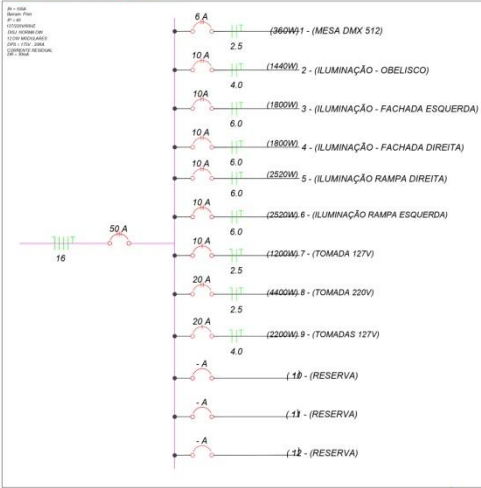 6 A
(360W) 1 - (MESA DMX 512)
2.5
10 A
(1440W) 2 - (ILUMINAÇÃO - OBELISCO)
4.0
10A
(1800W) 3 - (ILUMINAÇÃO - FACHADA ESQUERDA)
6.0
10 A
(1800W) 4 - (ILUMINAÇÃO - FACHADA DIREITA)
6.0
10 A
(2520W) 5 - (ILUMINAÇÃO RAMPA DIREITA)
6.0
10 A
(2520W) 6 - (ILUMINAÇÃO RAMPA ESQUERDA)
6.0
50 A
16
10 A
(1200W) 7 - (TOMADA 127V)
2.5
20 A
(4400W) 8 - (TOMADA 220V)
2.5
20 A
(2200W) 9 - (TOMADAS 127V)
4.0
- A
10 - (RESERVA)
- A
11 - (RESERVA)
- A
12 - (RESERVA)